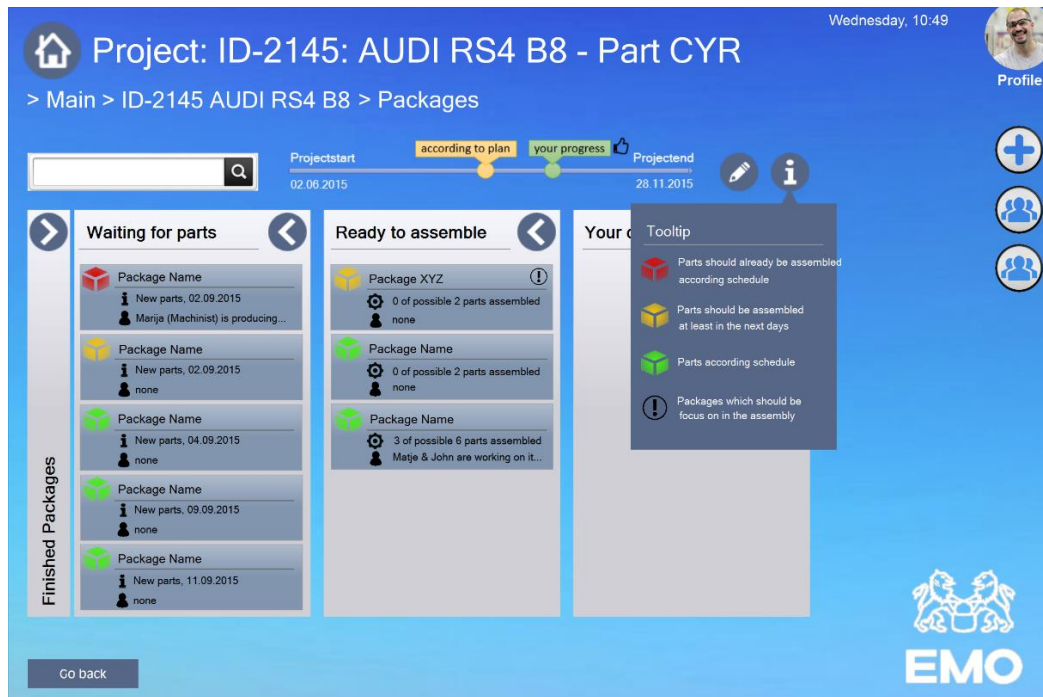 Wednesday, 10:49
Project: ID-2145: AUDI RS4 B8 - Part CYR
Profile
> Main > ID-2145 AUDI RS4 B8 > Packages
according to plan
your progress
Projectstart
Projectend
02.06.2015
28.11.2015
Finished Packages
Waiting for parts
Package Name
New parts, 02.09.2015
Marija (Machinist) is producing...
Package Name
New parts, 02.09.2015
none
Package Name
New parts, 04.09.2015
none
Package Name
New parts, 09.09.2015
none
Package Name
New parts, 11.09.2015
none
Ready to assemble
Package XYZ
0 of possible 2 parts assembled
none
Package Name
0 of possible 2 parts assembled
none
Package Name
3 of possible 6 parts assembled
Matje & John are working on it...
Your
Tooltip
Parts should already be assembled
according schedule
Parts should be assembled
at least in the next days
Parts according schedule
Packages which should be
focus on in the assembly
Go back
EMO